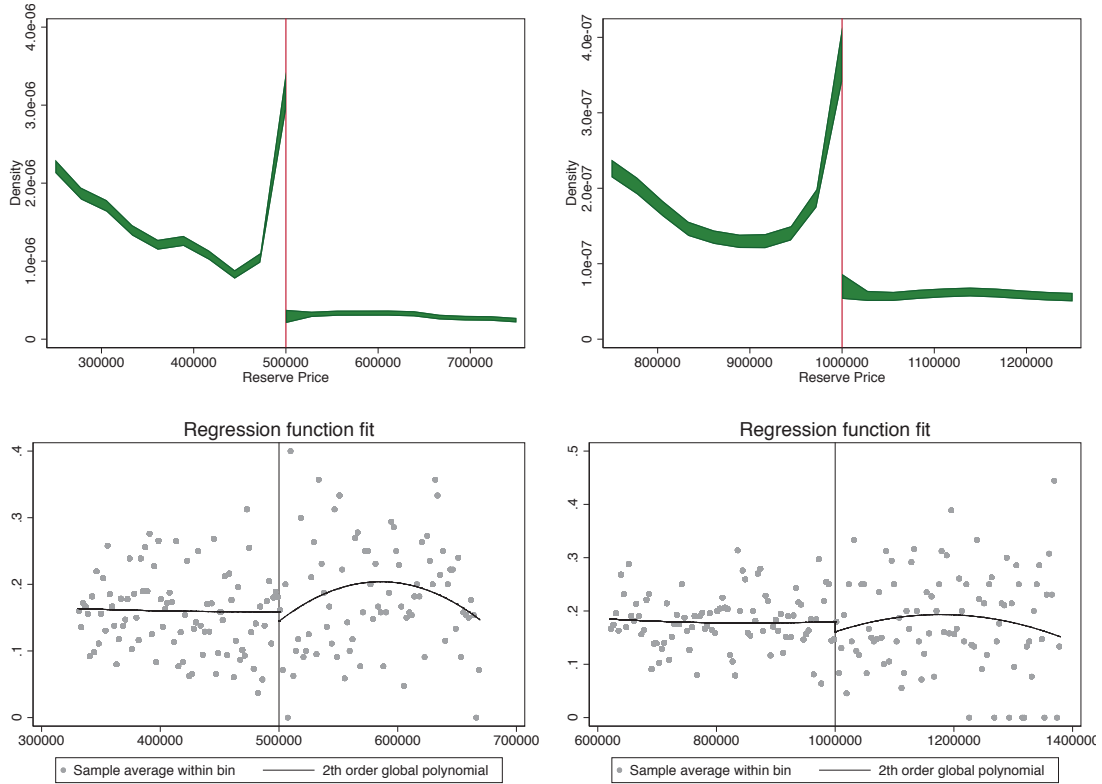 4.0e-06
3.0e-06
2.0e-06
1.0e-06
0
Density
300000 400000 500000 600000 700000
Reserve Price
4.0e-07
3.0e-07
2.0e-07
1.0e-07
0
Density
800000 900000 1000000 1100000 1200000
Reserve Price
Regression function fit
.4
.3
.2
.1
0
300000 400000 500000 600000 700000
Sample average within bin 2th order global polynomial
Regression function fit
.5
.4
.3
.2
.1
0
600000 800000 1000000 1200000 1400000
Sample average within bin 2th order global polynomial